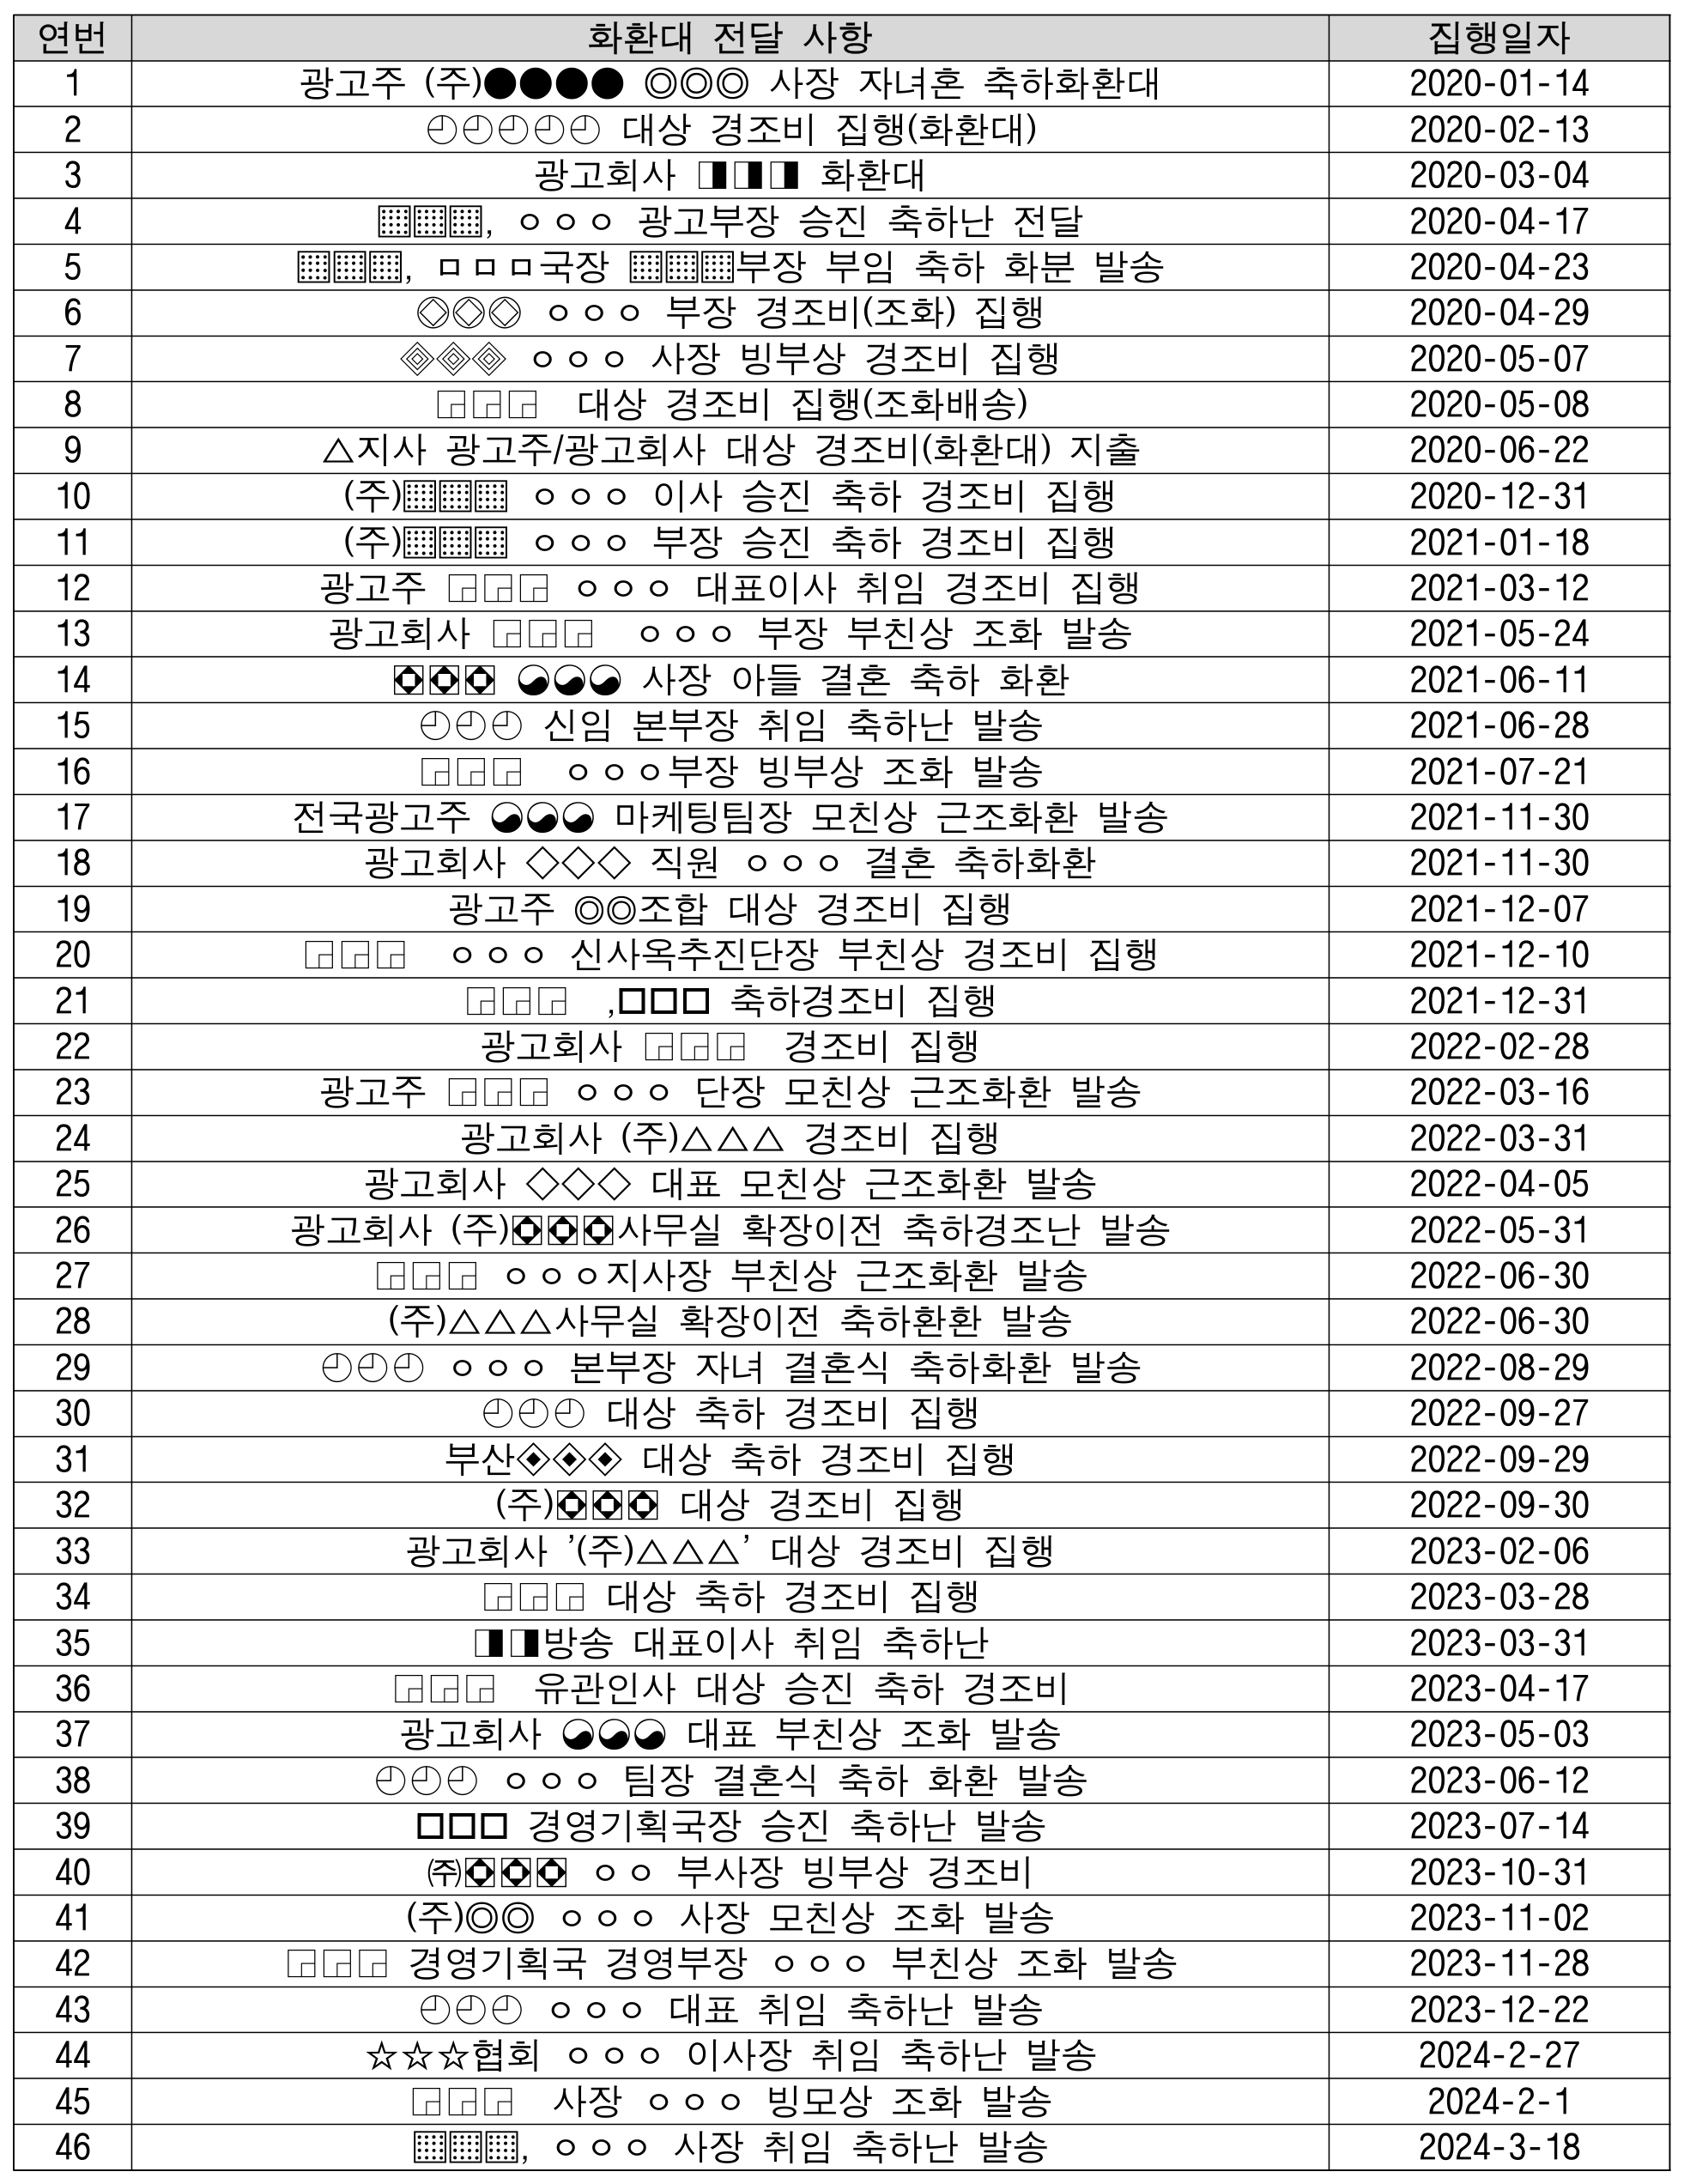 연번 화환대 전달 사항 집행일자
1 광고주 (주)●●●● ◎◎◎ 사장 자녀혼 축하화환대 2020-01-14
2 ◴◴◴◴◴ 대상 경조비 집행(화환대) 2020-02-13
3 광고회사 ◨◨◨ 화환대 2020-03-04
4 ▦▦▦, ㅇㅇㅇ 광고부장 승진 축하난 전달 2020-04-17
5 ▦▦▦, ㅁㅁㅁ국장 ▦▦▦부장 부임 축하 화분 발송 2020-04-23
6 ⟐⟐⟐ ㅇㅇㅇ 부장 경조비(조화) 집행 2020-04-29
7 ◈◈◈ ㅇㅇㅇ 사장 빙부상 경조비 집행 2020-05-07
8 ◲◲◲ 대상 경조비 집행(조화배송) 2020-05-08
9 △지사 광고주/광고회사 대상 경조비(화환대) 지출 2020-06-22
10 (주)▦▦▦ ㅇㅇㅇ 이사 승진 축하 경조비 집행 2020-12-31
11 (주)▦▦▦ ㅇㅇㅇ 부장 승진 축하 경조비 집행 2021-01-18
12 광고주 ◲◲◲ ㅇㅇㅇ 대표이사 취임 경조비 집행 2021-03-12
13 광고회사 ◲◲◲ ㅇㅇㅇ 부장 부친상 조화 발송 2021-05-24
14 ❖❖❖ ☯☯☯ 사장 아들 결혼 축하 화환 2021-06-11
15 ◴◴◴ 신임 본부장 취임 축하난 발송 2021-06-28
16 ◲◲◲ ㅇㅇㅇ부장 빙부상 조화 발송 2021-07-21
17 전국광고주 ☯☯☯ 마케팅팀장 모친상 근조화환 발송 2021-11-30
18 광고회사 ◇◇◇ 직원 ㅇㅇㅇ 결혼 축하화환 2021-11-30
19 광고주 ◎◎조합 대상 경조비 집행 2021-12-07
20 ◲◲◲ ㅇㅇㅇ 신사옥추진단장 부친상 경조비 집행 2021-12-10
21 ◲◲◲ ,□□□ 축하경조비 집행 2021-12-31
22 광고회사 ◲◲◲ 경조비 집행 2022-02-28
23 광고주 ◲◲◲ ㅇㅇㅇ 단장 모친상 근조화환 발송 2022-03-16
24 광고회사 (주)△△△ 경조비 집행 2022-03-31
25 광고회사 ◇◇◇ 대표 모친상 근조화환 발송 2022-04-05
26 광고회사 (주)❖❖❖사무실 확장이전 축하경조난 발송 2022-05-31
27 ◲◲◲ ㅇㅇㅇ지사장 부친상 근조화환 발송 2022-06-30
28 (주)△△△사무실 확장이전 축하환환 발송 2022-06-30
29 ◴◴◴ ㅇㅇㅇ 본부장 자녀 결혼식 축하화환 발송 2022-08-29
30 ◴◴◴ 대상 축하 경조비 집행 2022-09-27
31 부산◈◈◈ 대상 축하 경조비 집행 2022-09-29
32 (주)❖❖❖ 대상 경조비 집행 2022-09-30
33 광고회사 '(주)△△△' 대상 경조비 집행 2023-02-06
34 ◲◲◲ 대상 축하 경조비 집행 2023-03-28
35 ◨◨방송 대표이사 취임 축하난 2023-03-31
36 ◲◲◲ 유관인사 대상 승진 축하 경조비 2023-04-17
37 광고회사 ☯☯☯ 대표 부친상 조화 발송 2023-05-03
38 ◴◴◴ ㅇㅇㅇ 팀장 결혼식 축하 화환 발송 2023-06-12
39 □□□ 경영기획국장 승진 축하난 발송 2023-07-14
40 ㈜❖❖❖ ㅇㅇ 부사장 빙부상 경조비 2023-10-31
41 (주)◎◎ ㅇㅇㅇ 사장 모친상 조화 발송 2023-11-02
42 ◲◲◲ 경영기획국 경영부장 ㅇㅇㅇ 부친상 조화 발송 2023-11-28
43 ◴◴◴ ㅇㅇㅇ 대표 취임 축하난 발송 2023-12-22
44 ☆☆☆협회 ㅇㅇㅇ 이사장 취임 축하난 발송 2024-2-27
45 ◲◲◲ 사장 ㅇㅇㅇ 빙모상 조화 발송 2024-2-1
46 ▦▦▦, ㅇㅇㅇ 사장 취임 축하난 발송 2024-3-18